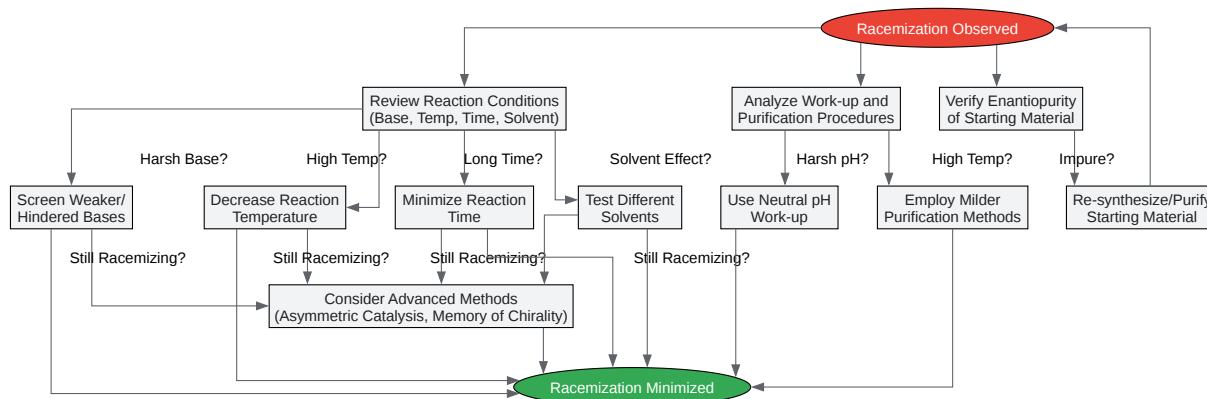 Racemization Observed
Review Reaction Conditions
(Base, Temp, Time, Solvent)
Analyze Work-up and
Purification Procedures
Verify Enantiopurity
of Starting Material
Harsh Base?
High Temp?
Long Time?
Solvent Effect?
Harsh pH?
High Temp?
Impure?
Screen Weaker/
Hindered Bases
Decrease Reaction
Temperature
Minimize Reaction
Time
Test Different
Solvents
Use Neutral pH
Work-up
Employ Milder
Purification Methods
Re-synthesize/Purify
Starting Material
Still Racemizing?
Still Racemizing?
Still Racemizing?
Still Racemizing?
Consider Advanced Methods
(Asymmetric Catalysis, Memory of Chirality)
Racemization Minimized